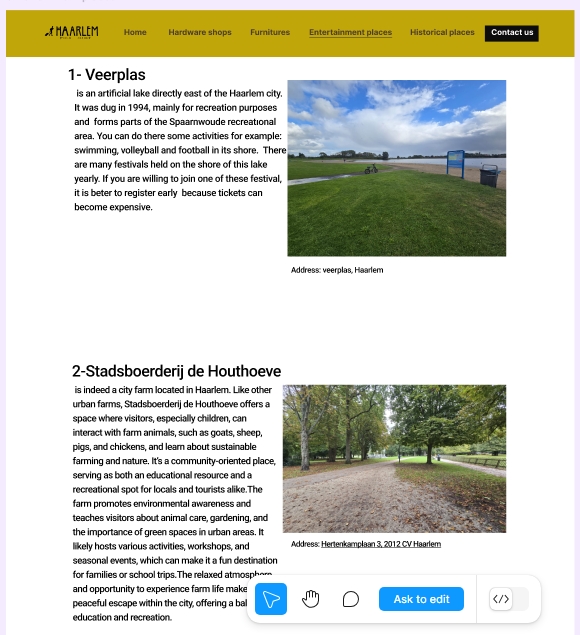 HAARLEM
Home
Hardware shops
Furnitures
Entertainment places
Historical places
Contact us
1- Veerplas
is an artificial lake directly east of the Haarlem city.
It was dug in 1994, mainly for recreation purposes
and forms parts of the Spaarnwoude recreational
area. You can do there some activities for example:
swimming, volleyball and football in its shore. There
are many festivals held on the shore of this lake
yearly. If you are willing to join one of these festival,
it is beter to register early because tickets can
become expensive.
Address: veerplas, Haarlem
2-Stadsboerderij de Houthoeve
is indeed a city farm located in Haarlem. Like other
urban farms, Stadsboerderij de Houthoeve offers a
space where visitors, especially children, can
interact with farm animals, such as goats, sheep,
pigs, and chickens, and learn about sustainable
farming and nature. It's a community-oriented place,
serving as both an educational resource and a
recreational spot for locals and tourists alike.The
farm promotes environmental awareness and
teaches visitors about animal care, gardening, and
the importance of green spaces in urban areas. It
likely hosts various activities, workshops, and
seasonal events, which can make it a fun destination
for families or school trips.The relaxed atmosphere
and opportunity to experience farm life make
peaceful escape within the city, offering a
education and recreation.
Address: Hertenkamplaan 3, 2012 CV Haarlem
Ask to edit